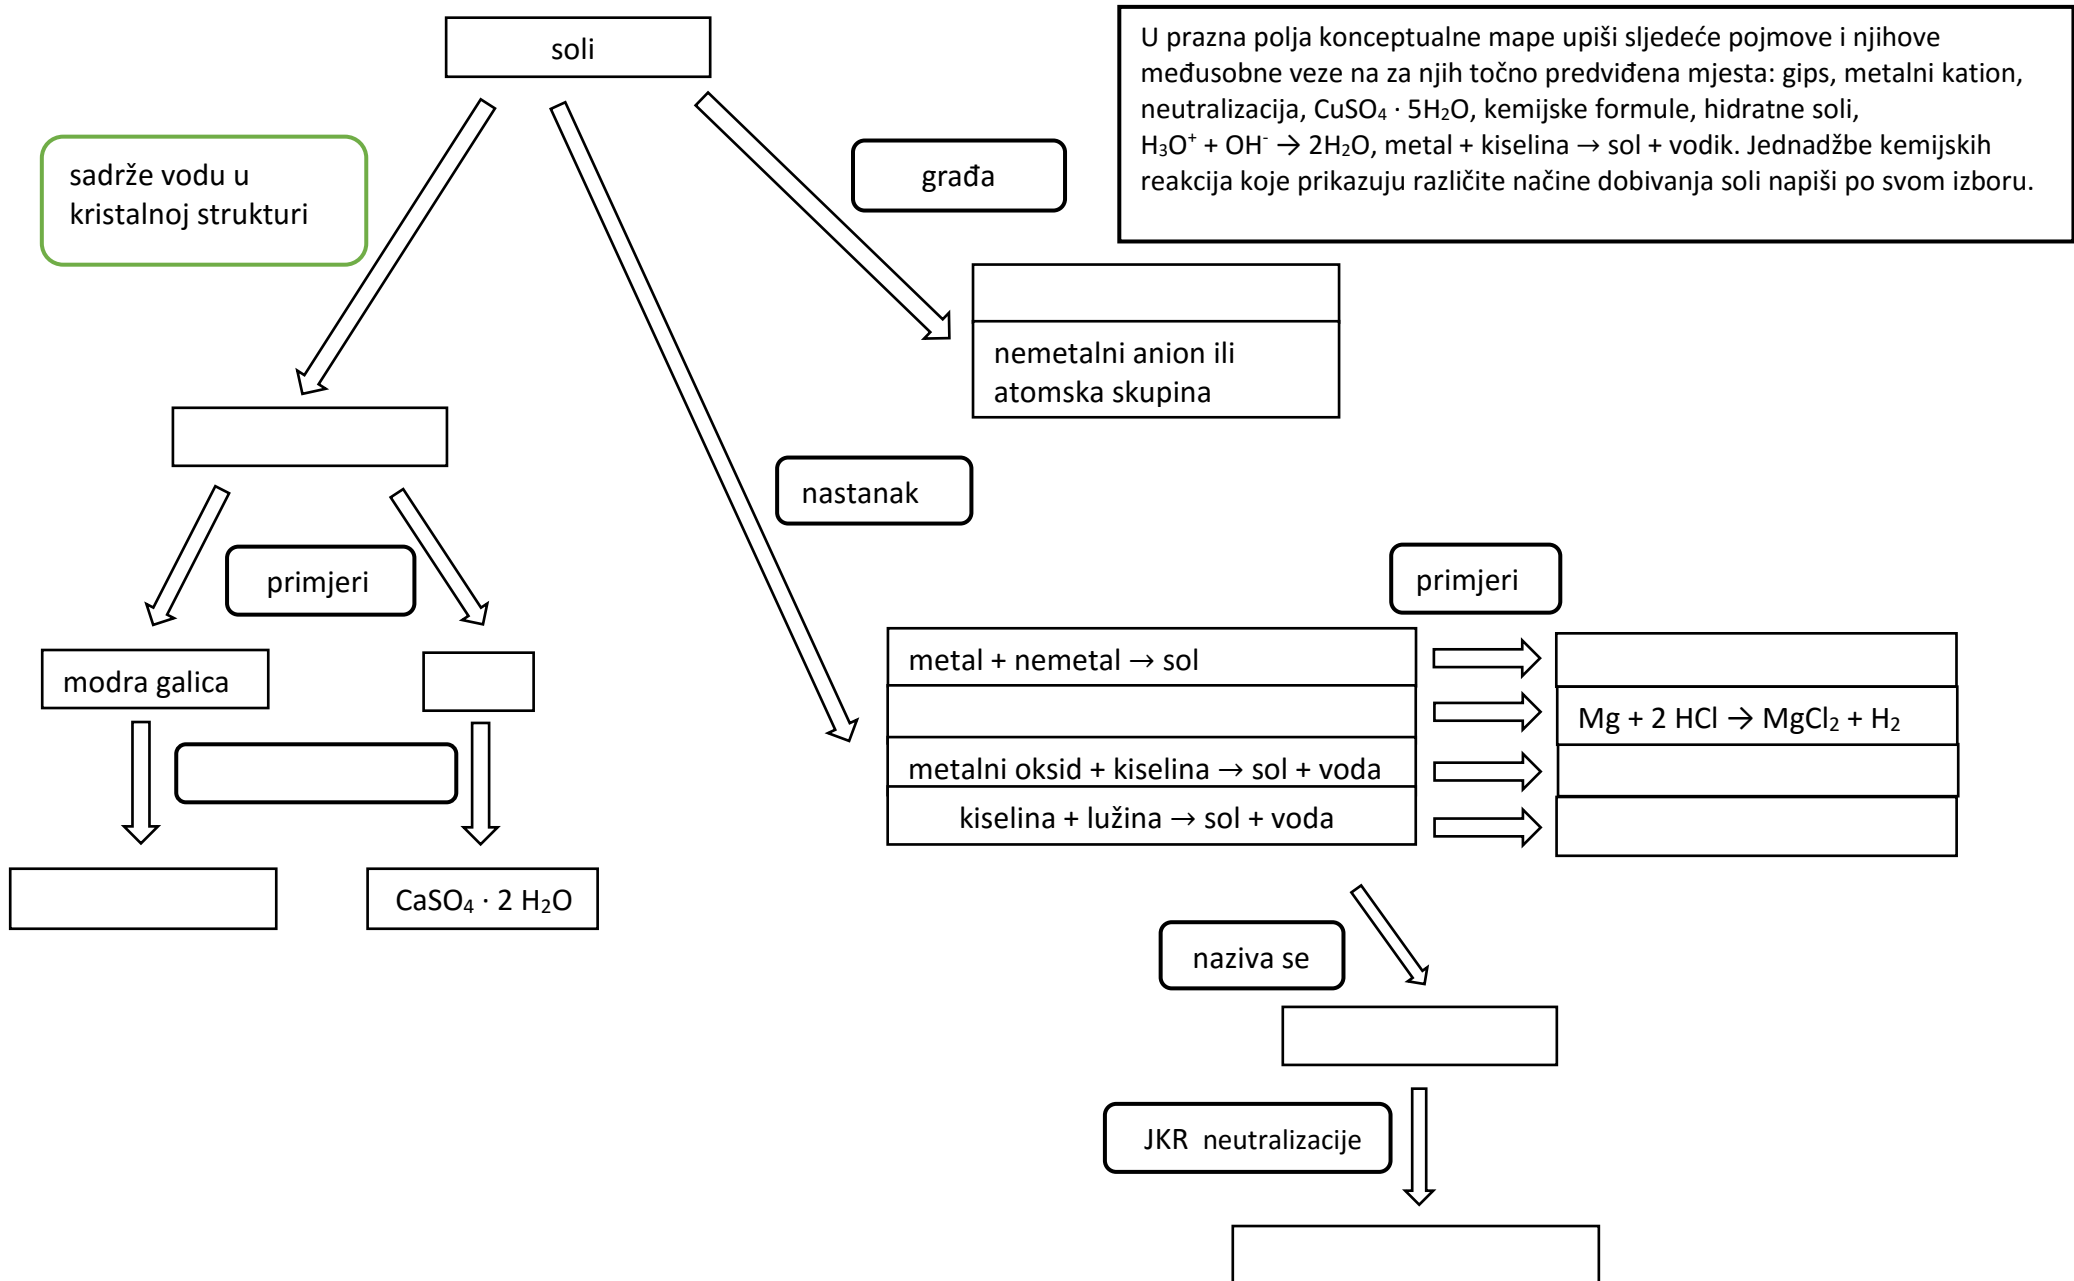 soli
U prazna polja konceptualne mape upiši sljedeće pojmove i njihove
međusobne veze na za njih točno predviđena mjesta: gips, metalni kation,
neutralizacija, CuSO₄ · 5H₂O, kemijske formule, hidratne soli,
H₃O⁺ + OH⁻ → 2H₂O, metal + kiselina → sol + vodik. Jednadžbe kemijskih
reakcija koje prikazuju različite načine dobivanja soli napiši po svom izboru.
sadrže vodu u
kristalnoj strukturi
građa
nemetalni anion ili
atomska skupina
nastanak
primjeri
primjeri
modra galica
metal + nemetal → sol
Mg + 2 HCl → MgCl₂ + H₂
metalni oksid + kiselina → sol + voda
kiselina + lužina → sol + voda
CaSO₄ · 2 H₂O
naziva se
JKR neutralizacije